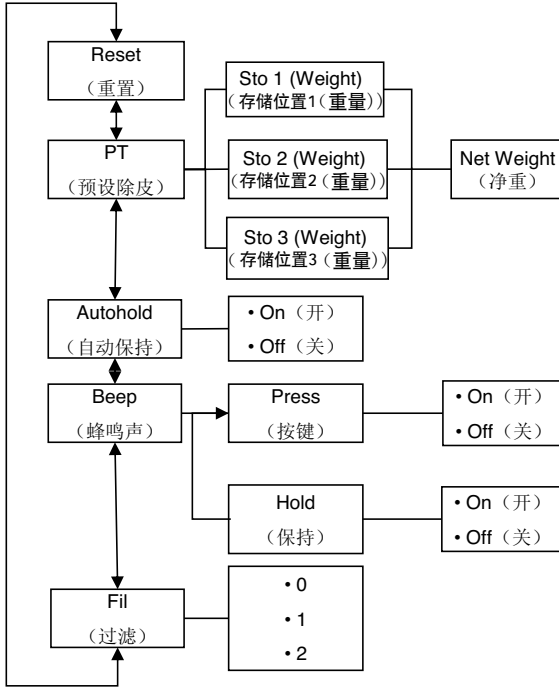 Reset
（重置）
PT
（预设除皮）
Sto 1 (Weight)
（存储位置1（重量））
Sto 2 (Weight)
（存储位置2（重量））
Sto 3 (Weight)
（存储位置3（重量））
Net Weight
（净重）
Autohold
（自动保持）
• On（开）
• Off（关）
Beep
（蜂鸣声）
Press
（按键）
• On（开）
• Off（关）
Hold
（保持）
• On（开）
• Off（关）
Fil
（过滤）
• 0
• 1
• 2